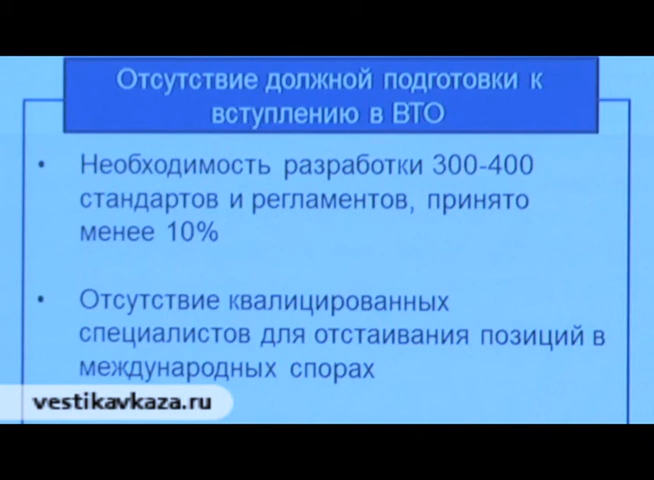 Отсутствие должной подготовки к
вступлению в ВТО
• Необходимость разработки 300-400
стандартов и регламентов, принято
менее 10%
• Отсутствие квалицированных
специалистов для отстаивания позиций в
международных спорах
vestikavkaza.ru